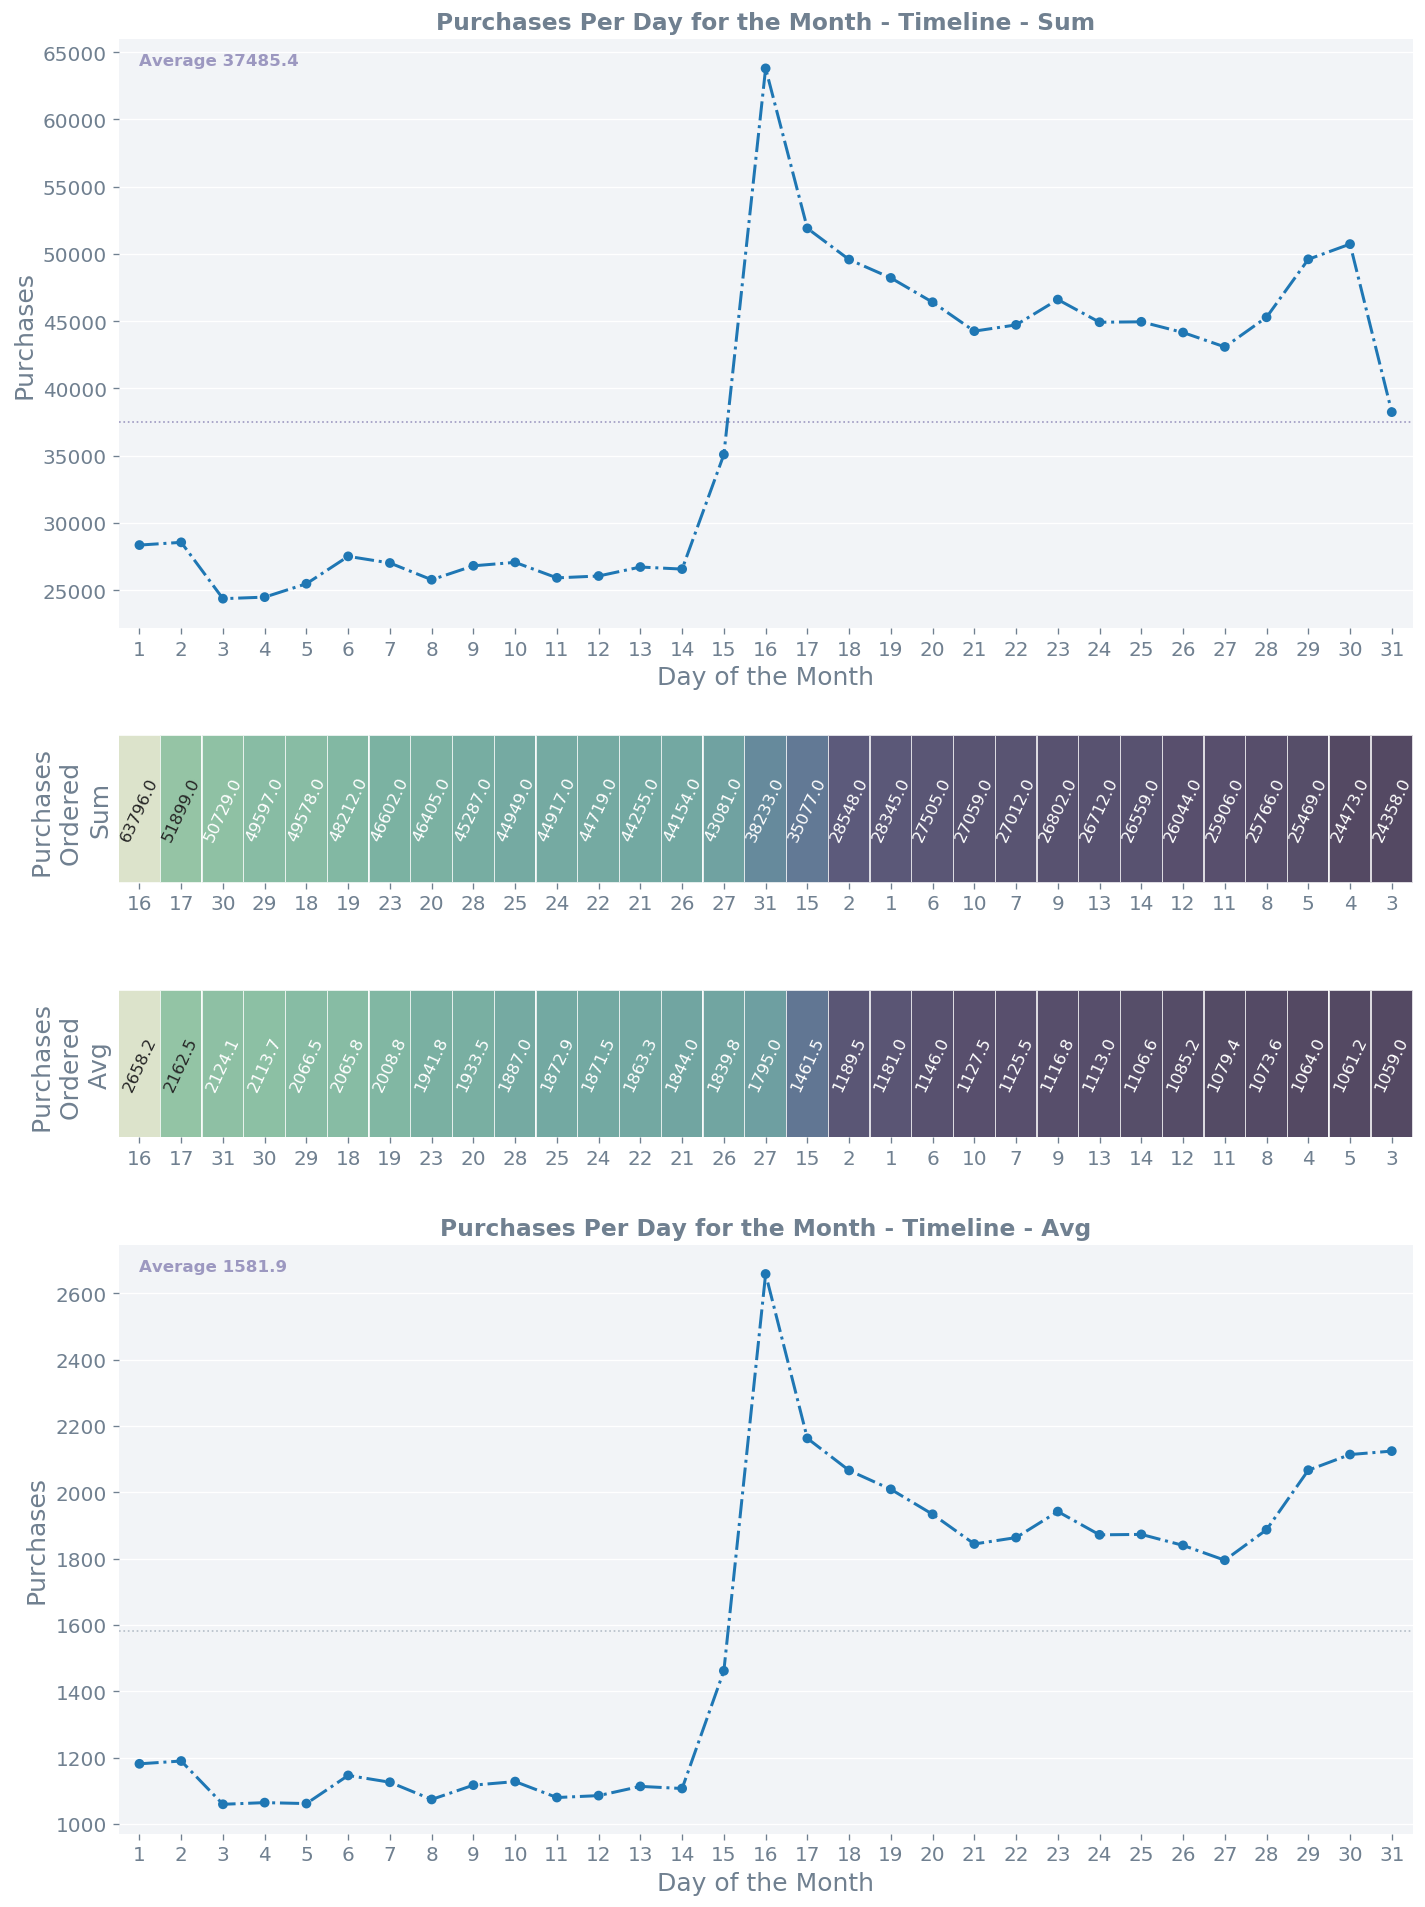 Purchases Per Day for the Month - Timeline - Sum
Average 37485.4
65000
60000
55000
50000
45000
40000
35000
30000
25000
Purchases
1 2 3 4 5 6 7 8 9 10 11 12 13 14 15 16 17 18 19 20 21 22 23 24 25 26 27 28 29 30 31
Day of the Month
Purchases
Ordered
Sum
63796.0 51899.0 50729.0 49597.0 49578.0 48212.0 46602.0 46405.0 45287.0 44949.0 44917.0 44719.0 44255.0 44154.0 43081.0 38233.0 35077.0 28548.0 28345.0 27505.0 27059.0 27012.0 26802.0 26712.0 26559.0 26044.0 25906.0 25766.0 25469.0 24473.0 24358.0
16 17 30 29 18 19 23 20 28 25 24 22 21 26 27 31 15 2 1 6 10 7 9 13 14 12 11 8 5 4 3
Purchases
Ordered
Avg
2658.2 2162.5 2124.1 2113.7 2066.5 2065.8 2008.8 1941.8 1933.5 1887.0 1872.9 1871.5 1863.3 1844.0 1839.8 1795.0 1461.5 1189.5 1181.0 1146.0 1127.5 1125.5 1116.8 1113.0 1106.6 1085.2 1079.4 1073.6 1064.0 1061.2 1059.0
16 17 31 30 29 18 19 23 20 28 25 24 22 21 26 27 15 2 1 6 10 7 9 13 14 12 11 8 4 5 3
Purchases Per Day for the Month - Timeline - Avg
Average 1581.9
2600
2400
2200
2000
1800
1600
1400
1200
1000
Purchases
1 2 3 4 5 6 7 8 9 10 11 12 13 14 15 16 17 18 19 20 21 22 23 24 25 26 27 28 29 30 31
Day of the Month